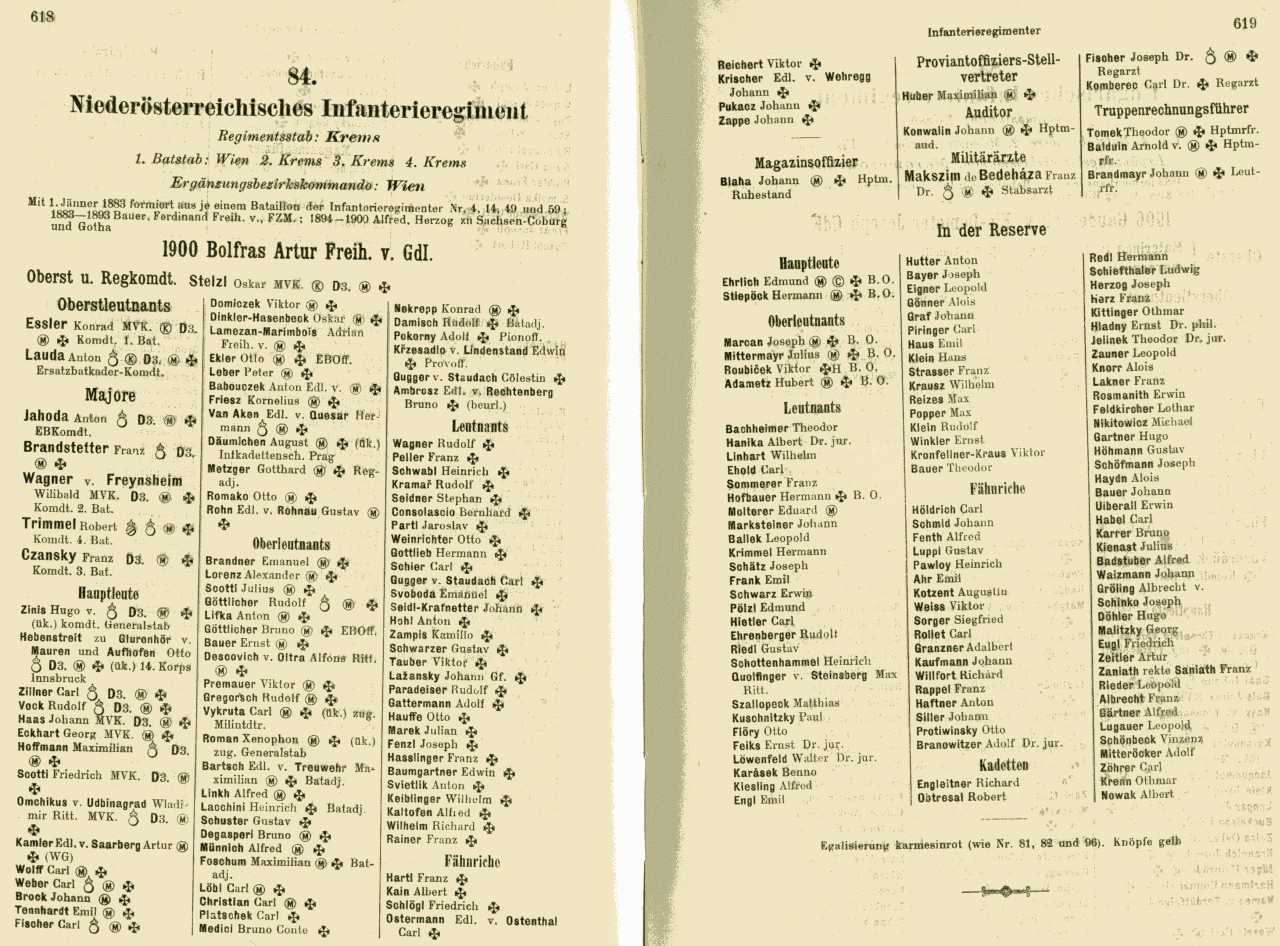 618
84.
Niederösterreichisches Infanterieregiment
Regimentsstab: Krems
1. Batstab: Wien 2. Krems 3. Krems 4. Krems
Ergänzungsbezirkskommando: Wien
Mit 1. Jänner 1883 formiert aus je einem Bataillon der Infanterieregimenter Nr. 4, 14, 49 und 59;
1883—1893 Bauer, Ferdinand Freih. v., FZM.; 1894—1900 Alfred, Herzog zu Sachsen-Coburg
und Gotha
1900 Bolfras Artur Freih. v. GdI.
Oberst u. Regkomdt. Stelzl Oskar MVK. Ⓚ D3. Ⓜ ✠
Oberstleutnants
Essler Konrad MVK. Ⓚ D3.
Ⓜ ✠ Komdt. 1. Bat.
Lauda Anton Ⓚ D3. Ⓜ ✠
Ersatzbatkader-Komdt.
Majore
Jahoda Anton D3. Ⓜ ✠
EBKomdt.
Brandstetter Franz D3.
Ⓜ ✠
Wagner v. Freynsheim
Wilibald MVK. D3. Ⓜ ✠
Komdt. 2. Bat.
Trimmel Robert Ⓜ ✠
Komdt. 4. Bat.
Czansky Franz D3. Ⓜ ✠
Komdt. 3. Bat.
Hauptleute
Zinis Hugo v. D3. Ⓜ ✠
(ük.) komdt. Generalstab
Hebenstreit zu Glurenhör v.
Mauren und Aufhofen Otto
D3. Ⓜ ✠ (ük.) 14. Korps
Innsbruck
Zillner Carl D3. Ⓜ ✠
Vock Rudolf D3. Ⓜ ✠
Haas Johann MVK. D3. Ⓜ ✠
Eckhart Georg MVK. Ⓜ ✠
Hoffmann Maximilian D3.
Ⓜ ✠
Scotti Friedrich MVK. D3. Ⓜ
✠
Omchikus v. Udbinagrad Wladi-
mir Ritt. MVK. D3. Ⓜ
✠
Kamler Edl. v. Saarberg Artur Ⓜ
✠ (WG)
Wolff Carl Ⓜ ✠
Weber Carl Ⓜ ✠
Brock Johann Ⓜ ✠
Tennhardt Emil Ⓜ ✠
Fischer Carl Ⓜ ✠
Domiczek Viktor Ⓜ ✠
Dinkler-Hasenbeck Oskar Ⓜ ✠
Lamezan-Marimbois Adrian
Freih. v. Ⓜ ✠
Ekler Otto Ⓜ ✠ EBOff.
Leber Peter Ⓜ ✠
Babouczek Anton Edl. v. Ⓜ ✠
Friesz Kornelius Ⓜ ✠
Van Aken Edl. v. Quesar Her-
mann Ⓜ ✠
Däumlchen August Ⓜ ✠ (ük.)
Infkadettensch. Prag
Metzger Gotthard Ⓜ ✠ Reg-
adj.
Romako Otto Ⓜ ✠
Rohn Edl. v. Rohnau Gustav Ⓜ
✠
Oberleutnants
Brandner Emanuel Ⓜ ✠
Lorenz Alexander Ⓜ ✠
Scotti Julius Ⓜ ✠
Göttlicher Rudolf Ⓜ ✠
Lifka Anton Ⓜ ✠
Göttlicher Bruno Ⓜ ✠ EBOff.
Bauer Ernst Ⓜ ✠
Descovich v. Oltra Alfons Ritt.
Ⓜ ✠
Premauer Viktor Ⓜ ✠
Gregorsch Rudolf Ⓜ ✠
Vykruta Carl Ⓜ ✠ (ük.) zug.
Militdtr.
Roman Xenophon Ⓜ ✠ (ük.)
zug. Generalstab
Bartsch Edl. v. Treuwehr Ma-
ximilian Ⓜ ✠ Batadj.
Linkh Alfred Ⓜ ✠
Lacchini Heinrich ✠ Batadj.
Schuster Gustav ✠
Degasperi Bruno Ⓜ ✠
Münnich Alfred Ⓜ ✠
Foschum Maximilian Ⓜ ✠ Bat-
adj.
Löbl Carl Ⓜ ✠
Christian Carl Ⓜ ✠
Platschek Carl ✠
Medici Bruno Conte ✠
Nekrepp Konrad Ⓜ ✠
Damisch Rudolf ✠ Batadj.
Pokorny Adolf ✠ Pionoff.
Křzesadlo v. Lindenstand Edwin
✠ Provoff.
Gugger v. Staudach Cölestin ✠
Ambrosz Edl. v. Rechtenberg
Bruno ✠ (beurl.)
Leutnants
Wagner Rudolf ✠
Peller Franz ✠
Schwabl Heinrich ✠
Kramař Rudolf ✠
Seidner Stephan ✠
Consolascio Bernhard ✠
Partl Jaroslav ✠
Weinrichter Otto ✠
Gottlieb Hermann ✠
Schier Carl ✠
Gugger v. Staudach Carl ✠
Svoboda Emanuel ✠
Seidl-Krafnetter Johann ✠
Hohl Anton ✠
Zampis Kamillo ✠
Schwarzer Gustav ✠
Tauber Viktor ✠
Lažansky Johann Gf. ✠
Paradeiser Rudolf ✠
Gattermann Adolf ✠
Hauffe Otto ✠
Marek Julian ✠
Fenzl Joseph ✠
Hasslinger Franz ✠
Baumgartner Edwin ✠
Svietlik Anton ✠
Keiblinger Wilhelm ✠
Kaltofen Alfred ✠
Wilhelm Richard ✠
Rainer Franz ✠
Fähnriche
Hartl Franz ✠
Kain Albert ✠
Schlögl Friedrich ✠
Ostermann Edl. v. Ostenthal
Carl ✠
Infanterieregimenter
619
Reichert Viktor ✠
Krischer Edl. v. Wehregg
Johann ✠
Pukacz Johann ✠
Zappe Johann ✠
Magazinsoffizier
Blaha Johann Ⓜ ✠ Hptm.
Ruhestand
Proviantoffiziers-Stell-
vertreter
Huber Maximilian Ⓜ ✠
Auditor
Konwalin Johann Ⓜ ✠ Hptm-
aud.
Militärärzte
Makszim de Bedeháza Franz
Dr. Ⓜ ✠ Stabsarzt
Fischer Joseph Dr. Ⓜ ✠
Regarzt
Komberec Carl Dr. ✠ Regarzt
Truppenrechnungsführer
Tomek Theodor Ⓜ ✠ Hptmrfr.
Balduin Arnold v. Ⓜ ✠ Hptm-
rfr.
Brandmayr Johann Ⓜ ✠ Leut-
rfr.
In der Reserve
Hauptleute
Ehrlich Edmund Ⓜ Ⓒ ✠ B. O.
Stiepöck Hermann Ⓜ ✠ B. O.
Oberleutnants
Marcan Joseph Ⓜ ✠ B. O.
Mittermayr Julius Ⓜ ✠ B. O.
Roubiček Viktor ✠H B. O.
Adametz Hubert Ⓜ ✠ B. O.
Leutnants
Bachheimer Theodor
Hanika Albert Dr. jur.
Linhart Wilhelm
Ehold Carl
Sommerer Franz
Hofbauer Hermann ✠ B. O.
Molterer Eduard Ⓜ
Marksteiner Johann
Ballek Leopold
Krimmel Hermann
Schätz Joseph
Frank Emil
Schwarz Erwin
Pölzl Edmund
Hietler Carl
Ehrenberger Rudolf
Riedl Gustav
Schottenhammel Heinrich
Quolfinger v. Steinsberg Max
Ritt.
Szallopeck Matthias
Kuschnitzky Paul
Flöry Otto
Feiks Ernst Dr. jur.
Löwenfeld Walter Dr. jur.
Karásek Benno
Kiesling Alfred
Engl Emil
Hutter Anton
Bayer Joseph
Eigner Leopold
Gönner Alois
Graf Johann
Piringer Carl
Haus Emil
Klein Hans
Strasser Franz
Krausz Wilhelm
Reizes Max
Popper Max
Klein Rudolf
Winkler Ernst
Kronfellner-Kraus Viktor
Bauer Theodor
Fähnriche
Höldrich Carl
Schmid Johann
Fenth Alfred
Luppi Gustav
Pawloy Heinrich
Ahr Emil
Kotzent Augustin
Weiss Viktor
Sorger Siegfried
Rollet Carl
Granzner Adalbert
Kaufmann Johann
Willfort Richard
Rappel Franz
Haftner Anton
Siller Johann
Protiwinsky Otto
Branowitzer Adolf Dr. jur.
Kadetten
Engleitner Richard
Obtresal Robert
Redl Hermann
Schiefthaler Ludwig
Herzog Joseph
Herz Franz
Kittinger Othmar
Hladny Ernst Dr. phil.
Jelinek Theodor Dr. jur.
Zauner Leopold
Knorr Alois
Lakner Franz
Rosmanith Erwin
Feldkircher Lothar
Nikitowicz Michael
Gartner Hugo
Höhmann Gustav
Schöfmann Joseph
Haydn Alois
Bauer Johann
Uiberall Erwin
Habel Carl
Karrer Bruno
Kienast Julius
Badstuber Alfred
Waizmann Johann
Gröling Albrecht v.
Schinko Joseph
Döhler Hugo
Malitzky Georg
Eugl Friedrich
Zeitler Artur
Zaniath rekte Saniath Franz
Rieder Leopold
Albrecht Franz
Gärtner Alfred
Lugauer Leopold
Schönbeck Vinzenz
Mitteröcker Adolf
Zöhrer Carl
Krenn Othmar
Nowak Albert
Egalisierung karmesinrot (wie Nr. 81, 82 und 96). Knöpfe gelb